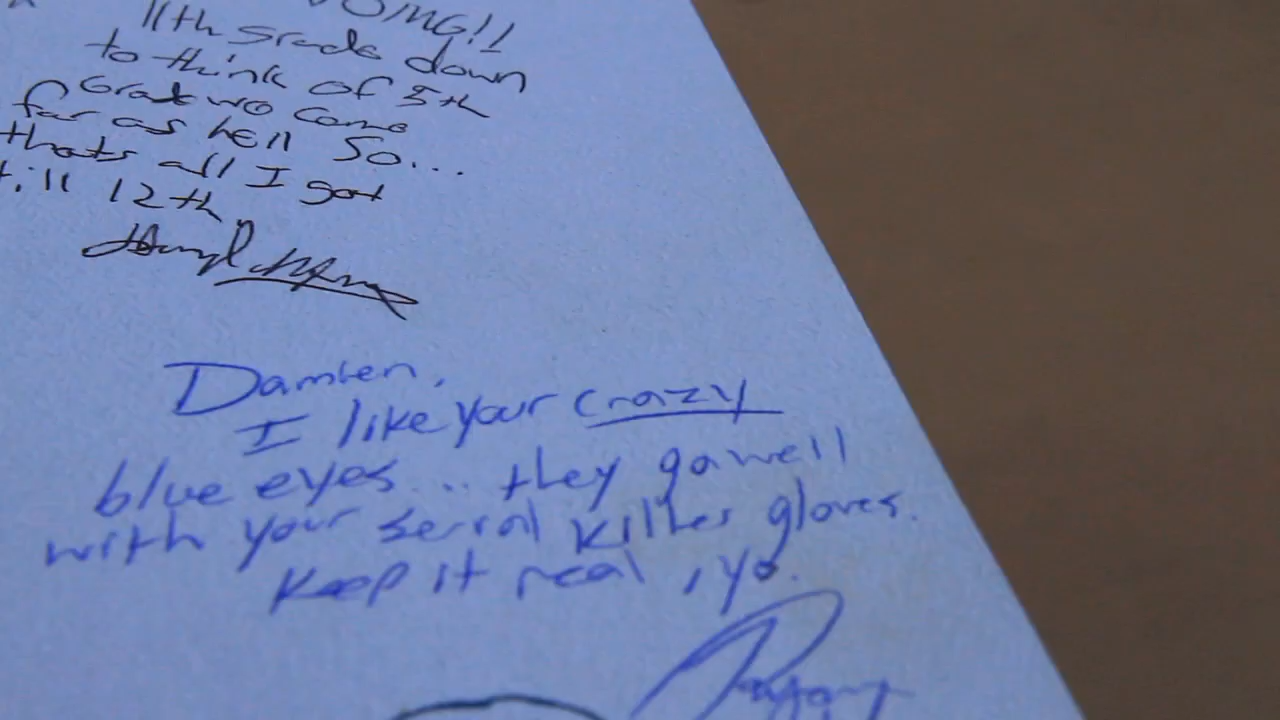 OMG!!
11th grade down
to think of 5th
Grade we come
far as hell so...
thats all I got
till 12th
Damien,
I like your crazy
blue eyes... they go well
with your serial killer gloves.
Keep it real, yo.